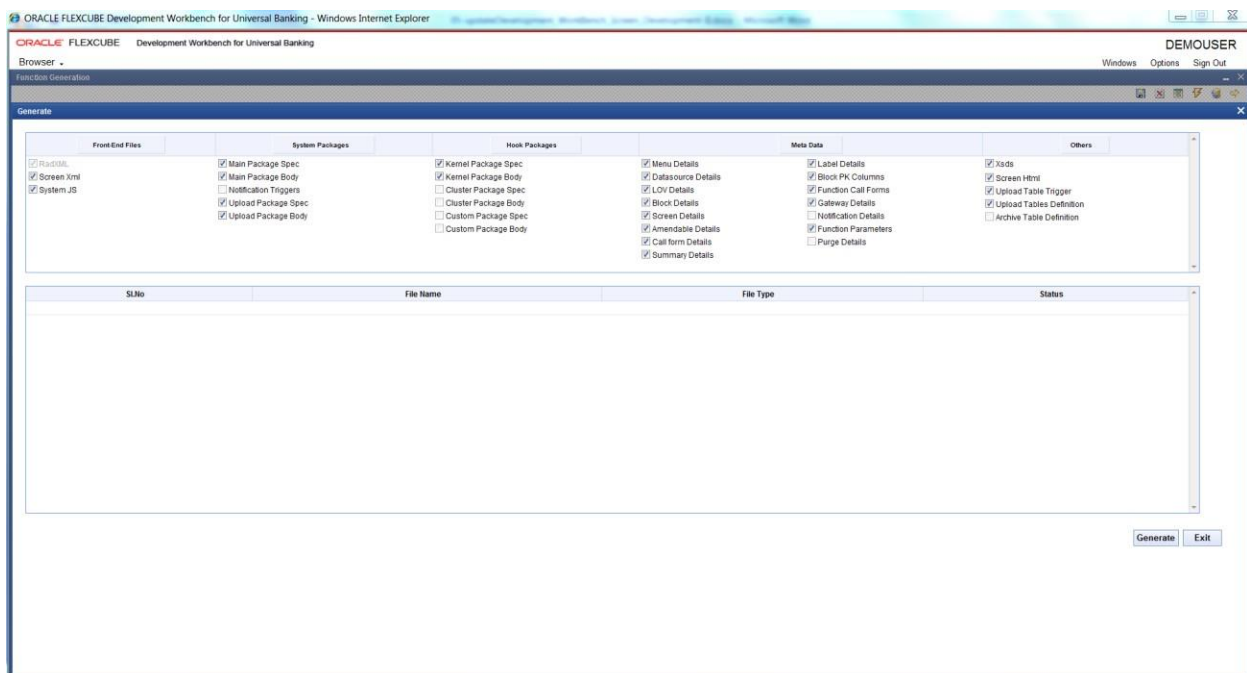 ORACLE FLEXCUBE Development Workbench for Universal Banking - Windows Internet Explorer
ORACLE FLEXCUBE Development Workbench for Universal Banking DEMOUSER
Browser Windows Options Sign Out
Function Generation
Generate
Front-End Files System Packages Hook Packages Meta Data Others
RadXML Main Package Spec Kernel Package Spec Menu Details Label Details Xsds
Screen Xml Main Package Body Kernel Package Body Datasource Details Block PK Columns Screen Html
System JS Notification Triggers Cluster Package Spec LOV Details Function Call Forms Upload Table Trigger
Upload Package Spec Cluster Package Body Block Details Gateway Details Upload Tables Definition
Upload Package Body Custom Package Spec Screen Details Notification Details Archive Table Definition
Custom Package Body Amendable Details Function Parameters
Call form Details Purge Details
Summary Details
Sl.No File Name File Type Status
Generate Exit